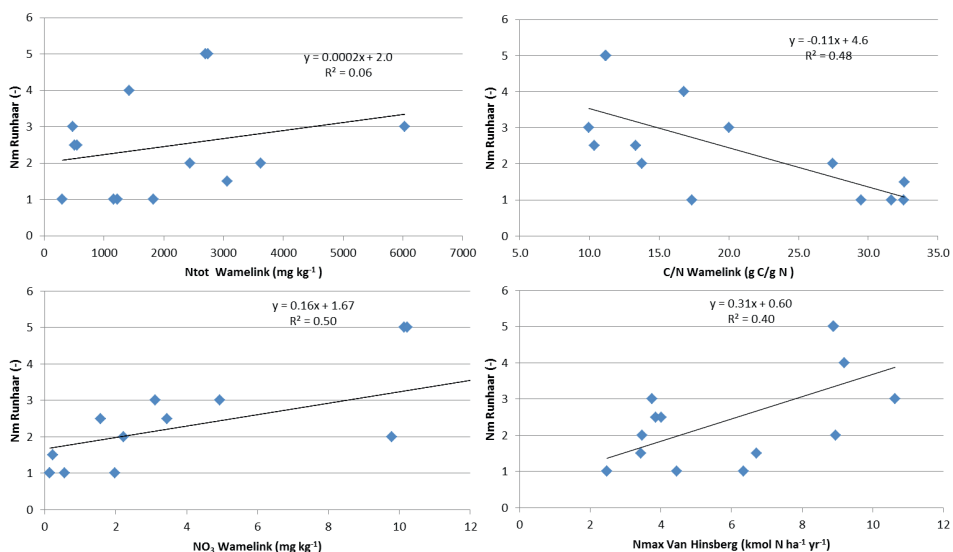 6
5
4
3
2
1
0
Nm Runhaar (-)
y = 0.0002x + 2.0
R² = 0.06
0 1000 2000 3000 4000 5000 6000 7000
Ntot Wamelink (mg kg⁻¹)
6
5
4
3
2
1
0
Nm Runhaar (-)
y = -0.11x + 4.6
R² = 0.48
5.0 10.0 15.0 20.0 25.0 30.0 35.0
C/N Wamelink (g C/g N )
6
5
4
3
2
1
0
Nm Runhaar (-)
y = 0.16x + 1.67
R² = 0.50
0 2 4 6 8 10 12
NO₃ Wamelink (mg kg⁻¹)
6
5
4
3
2
1
0
Nm Runhaar (-)
y = 0.31x + 0.60
R² = 0.40
0 2 4 6 8 10 12
Nmax Van Hinsberg (kmol N ha⁻¹ yr⁻¹)